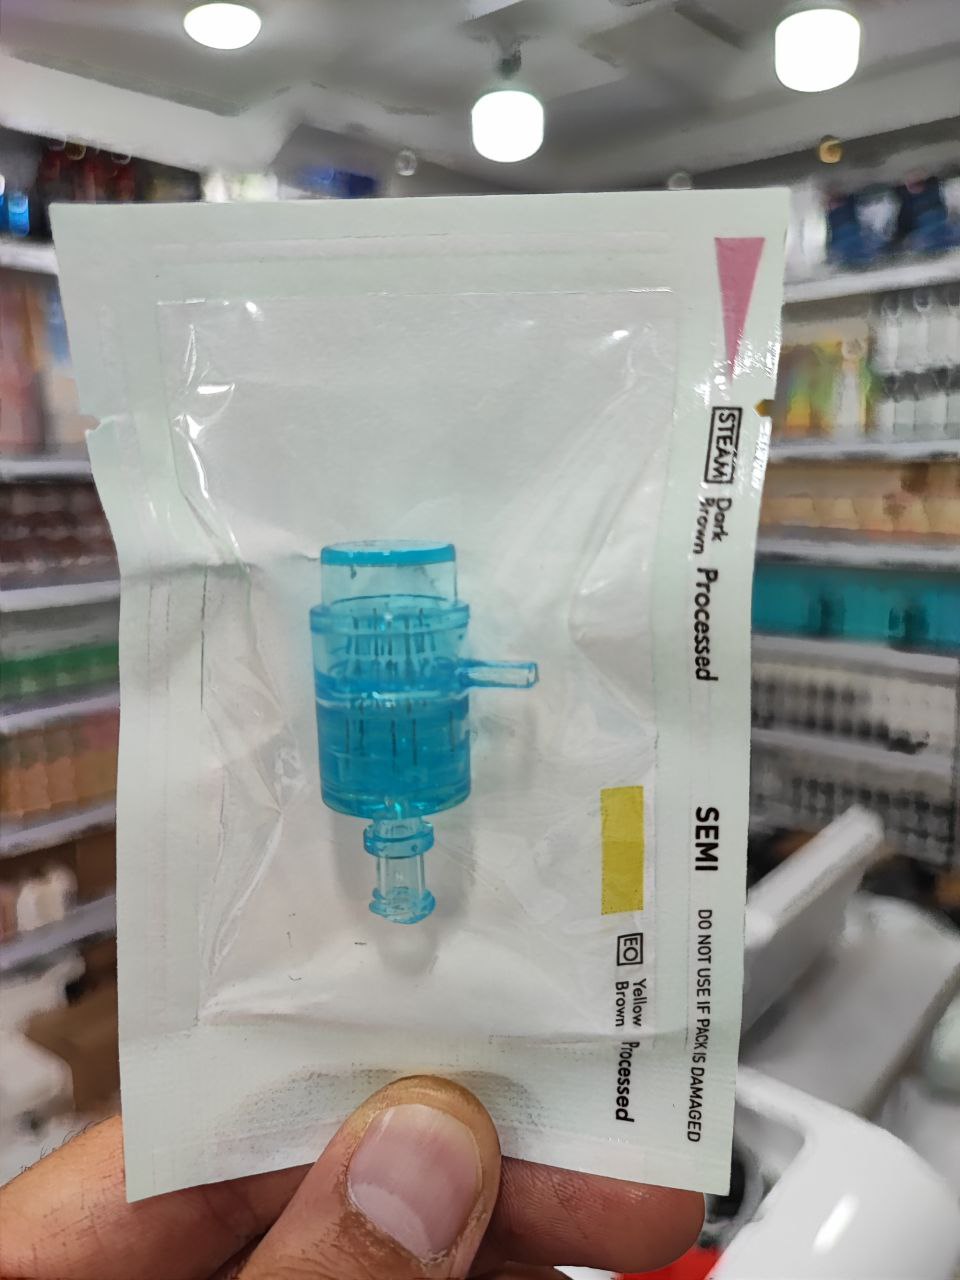 STEAM
Dark
Brown
Processed
SEMI
DO NOT USE IF PACK IS DAMAGED
EO
Yellow
Brown
Processed